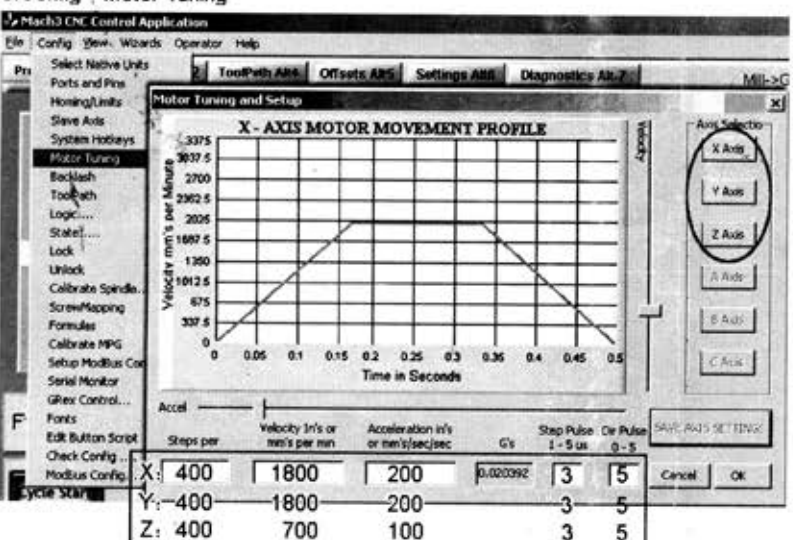 Mach3 CNC Control Application
File Config View Wizards Operator Help
Select Native Units
Ports and Pins
Homing/Limits
Slave Axis
System Hotkeys
Motor Tuning
Backlash
ToolPath
Logic....
State1....
Lock
Unlock
Calibrate Spindle..
ScrewMapping
Formulas
Calibrate MPG
Setup ModBus Con
Serial Monitor
GRex Control...
Fonts
Edit Button Script
Check Config ...
ModBus Config...
ToolPath Alt4 Offsets Alt5 Settings Alt6 Diagnostics Alt-7
Mill->G
Motor Tuning and Setup
X - AXIS MOTOR MOVEMENT PROFILE
Velocity mm's per Minute
3375
3037.5
2700
2362.5
2025
1687.5
1350
1012.5
675
337.5
0
0 0.05 0.1 0.15 0.2 0.25 0.3 0.35 0.4 0.45 0.5
Time in Seconds
Velocity
Axis Selectio
X Axis
Y Axis
Z Axis
A Axis
B Axis
C Axis
Accel
SAVE AXIS SETTINGS
Steps per
Velocity In's or
mm's per min
Acceleration in's
or mm's/sec/sec
G's
Step Pulse
1 - 5 us
Dir Pulse
0 - 5
X: 400 1800 200 0.020392 3 5
Cancel OK
Y: 400 1800 200 3 5
Z: 400 700 100 3 5
Cycle Start